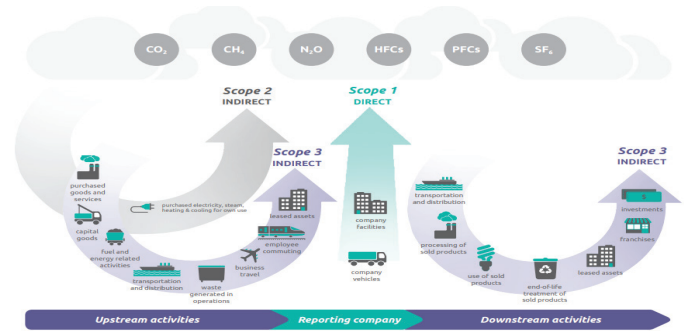 CO₂
CH₄
N₂O
HFCs
PFCs
SF₆
Scope 2
INDIRECT
Scope 1
DIRECT
Scope 3
INDIRECT
Scope 3
INDIRECT
purchased
goods and
services
capital
goods
fuel and
energy related
activities
transportation
and distribution
purchased electricity, steam,
heating & cooling for own use
waste
generated in
operations
business
travel
employee
commuting
leased assets
company
facilities
company
vehicles
transportation
and distribution
processing of
sold products
use of sold
products
end-of-life
treatment of
sold products
leased assets
franchises
investments
Upstream activities
Reporting company
Downstream activities